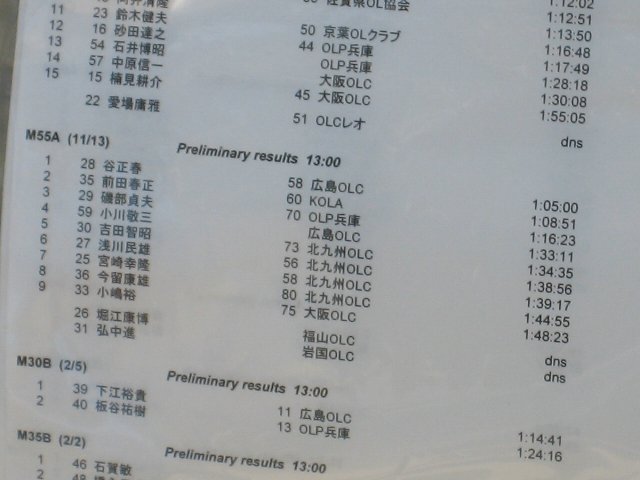 佐賀県OL協会 1:13:50
1:12:02
1:12:51
11 23 鈴木健夫 50 京葉OLクラブ 1:16:48
12 16 砂田達之 44 OLP兵庫 1:17:49
13 54 石井博昭 OLP兵庫 1:28:18
14 57 中原信一 大阪OLC 1:30:08
15 15 楠見耕介 45 大阪OLC 1:55:05
22 愛場庸雅 51 OLCレオ dns
M55A (11/13) Preliminary results 13:00
1 28 谷正春 58 広島OLC 1:05:00
2 35 前田春正 60 KOLA 1:08:51
3 29 磯部貞夫 70 OLP兵庫 1:16:23
4 59 小川敬三 広島OLC 1:33:11
5 30 吉田智昭 73 北九州OLC 1:34:35
6 27 浅川民雄 56 北九州OLC 1:38:56
7 25 宮崎幸隆 58 北九州OLC 1:39:17
8 36 今留康雄 80 北九州OLC 1:44:55
9 33 小嶋裕 75 大阪OLC 1:48:23
26 堀江康博 福山OLC dns
31 弘中進 岩国OLC dns
M30B (2/5) Preliminary results 13:00
1 39 下江裕貴 11 広島OLC 1:14:41
2 40 板谷祐樹 13 OLP兵庫 1:24:16
M35B (2/2) Preliminary results 13:00
1 46 石賀敏
2